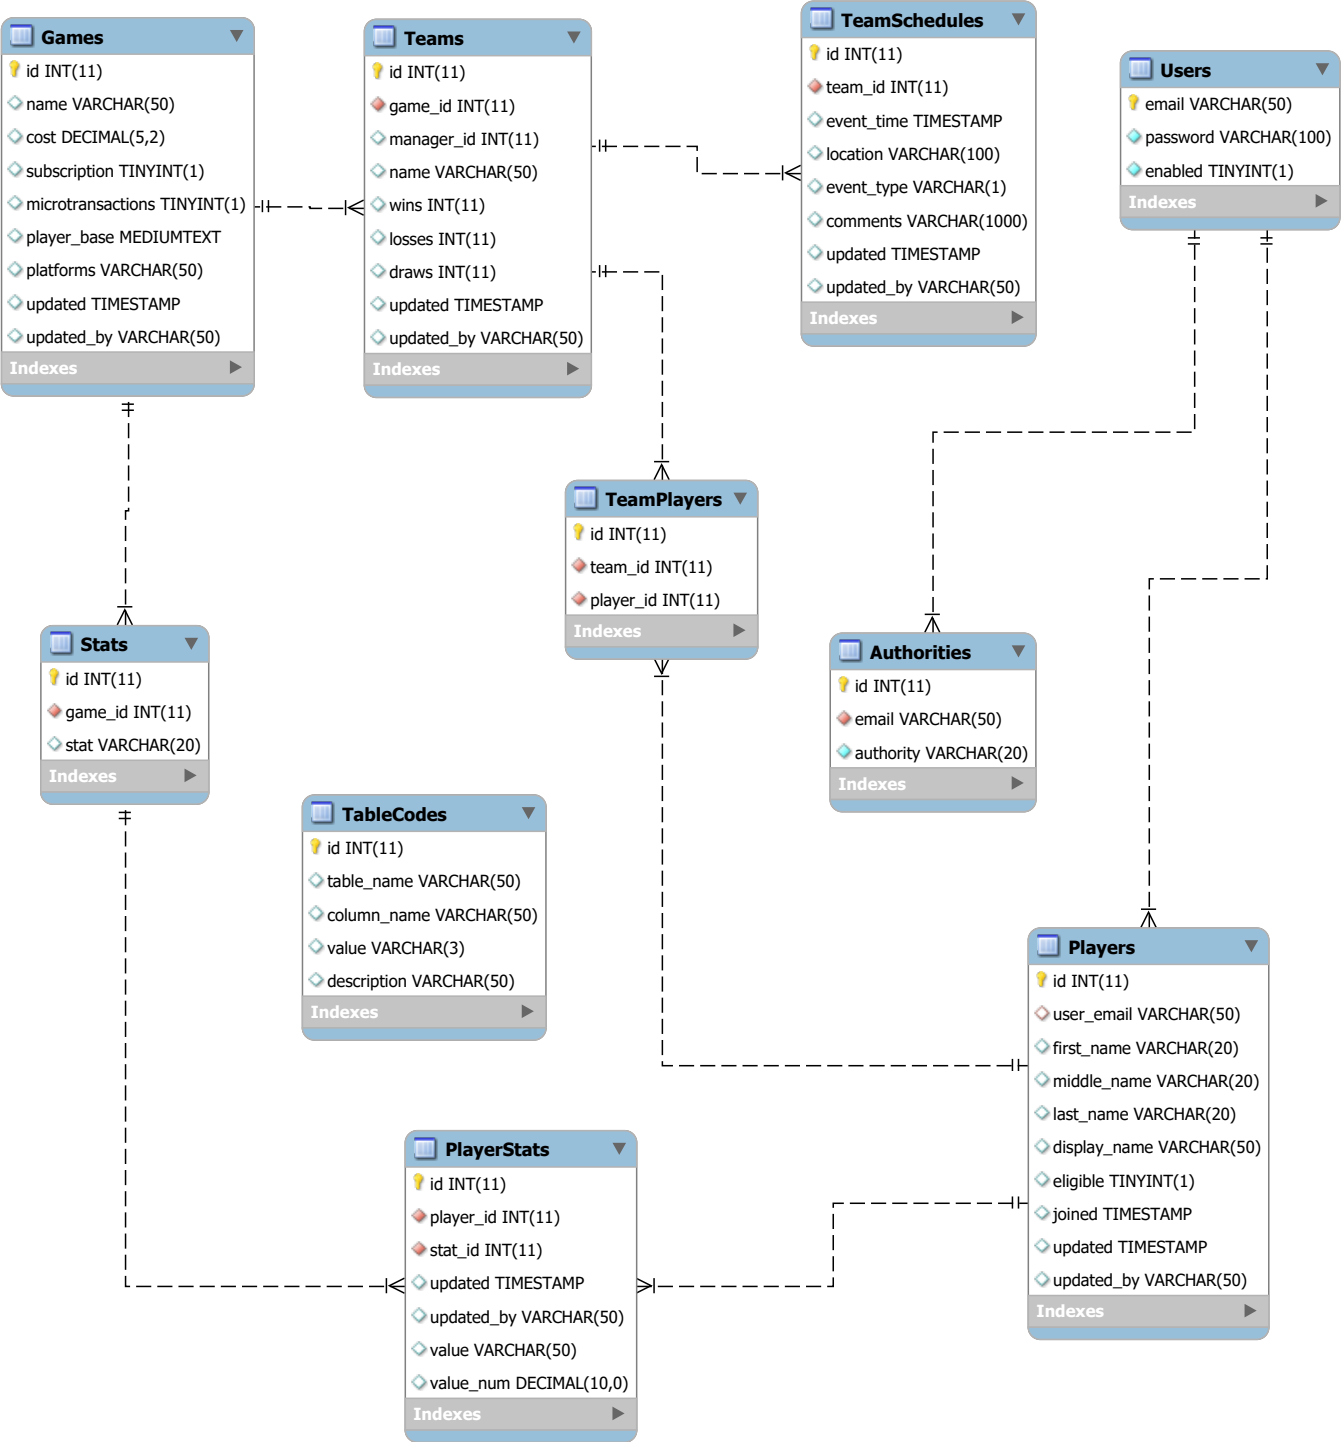 Games
id INT(11)
name VARCHAR(50)
cost DECIMAL(5,2)
subscription TINYINT(1)
microtransactions TINYINT(1)
player_base MEDIUMTEXT
platforms VARCHAR(50)
updated TIMESTAMP
updated_by VARCHAR(50)
Indexes
Teams
id INT(11)
game_id INT(11)
manager_id INT(11)
name VARCHAR(50)
wins INT(11)
losses INT(11)
draws INT(11)
updated TIMESTAMP
updated_by VARCHAR(50)
Indexes
TeamSchedules
id INT(11)
team_id INT(11)
event_time TIMESTAMP
location VARCHAR(100)
event_type VARCHAR(1)
comments VARCHAR(1000)
updated TIMESTAMP
updated_by VARCHAR(50)
Indexes
Users
email VARCHAR(50)
password VARCHAR(100)
enabled TINYINT(1)
Indexes
TeamPlayers
id INT(11)
team_id INT(11)
player_id INT(11)
Indexes
Stats
id INT(11)
game_id INT(11)
stat VARCHAR(20)
Indexes
Authorities
id INT(11)
email VARCHAR(50)
authority VARCHAR(20)
Indexes
TableCodes
id INT(11)
table_name VARCHAR(50)
column_name VARCHAR(50)
value VARCHAR(3)
description VARCHAR(50)
Indexes
Players
id INT(11)
user_email VARCHAR(50)
first_name VARCHAR(20)
middle_name VARCHAR(20)
last_name VARCHAR(20)
display_name VARCHAR(50)
eligible TINYINT(1)
joined TIMESTAMP
updated TIMESTAMP
updated_by VARCHAR(50)
Indexes
PlayerStats
id INT(11)
player_id INT(11)
stat_id INT(11)
updated TIMESTAMP
updated_by VARCHAR(50)
value VARCHAR(50)
value_num DECIMAL(10,0)
Indexes